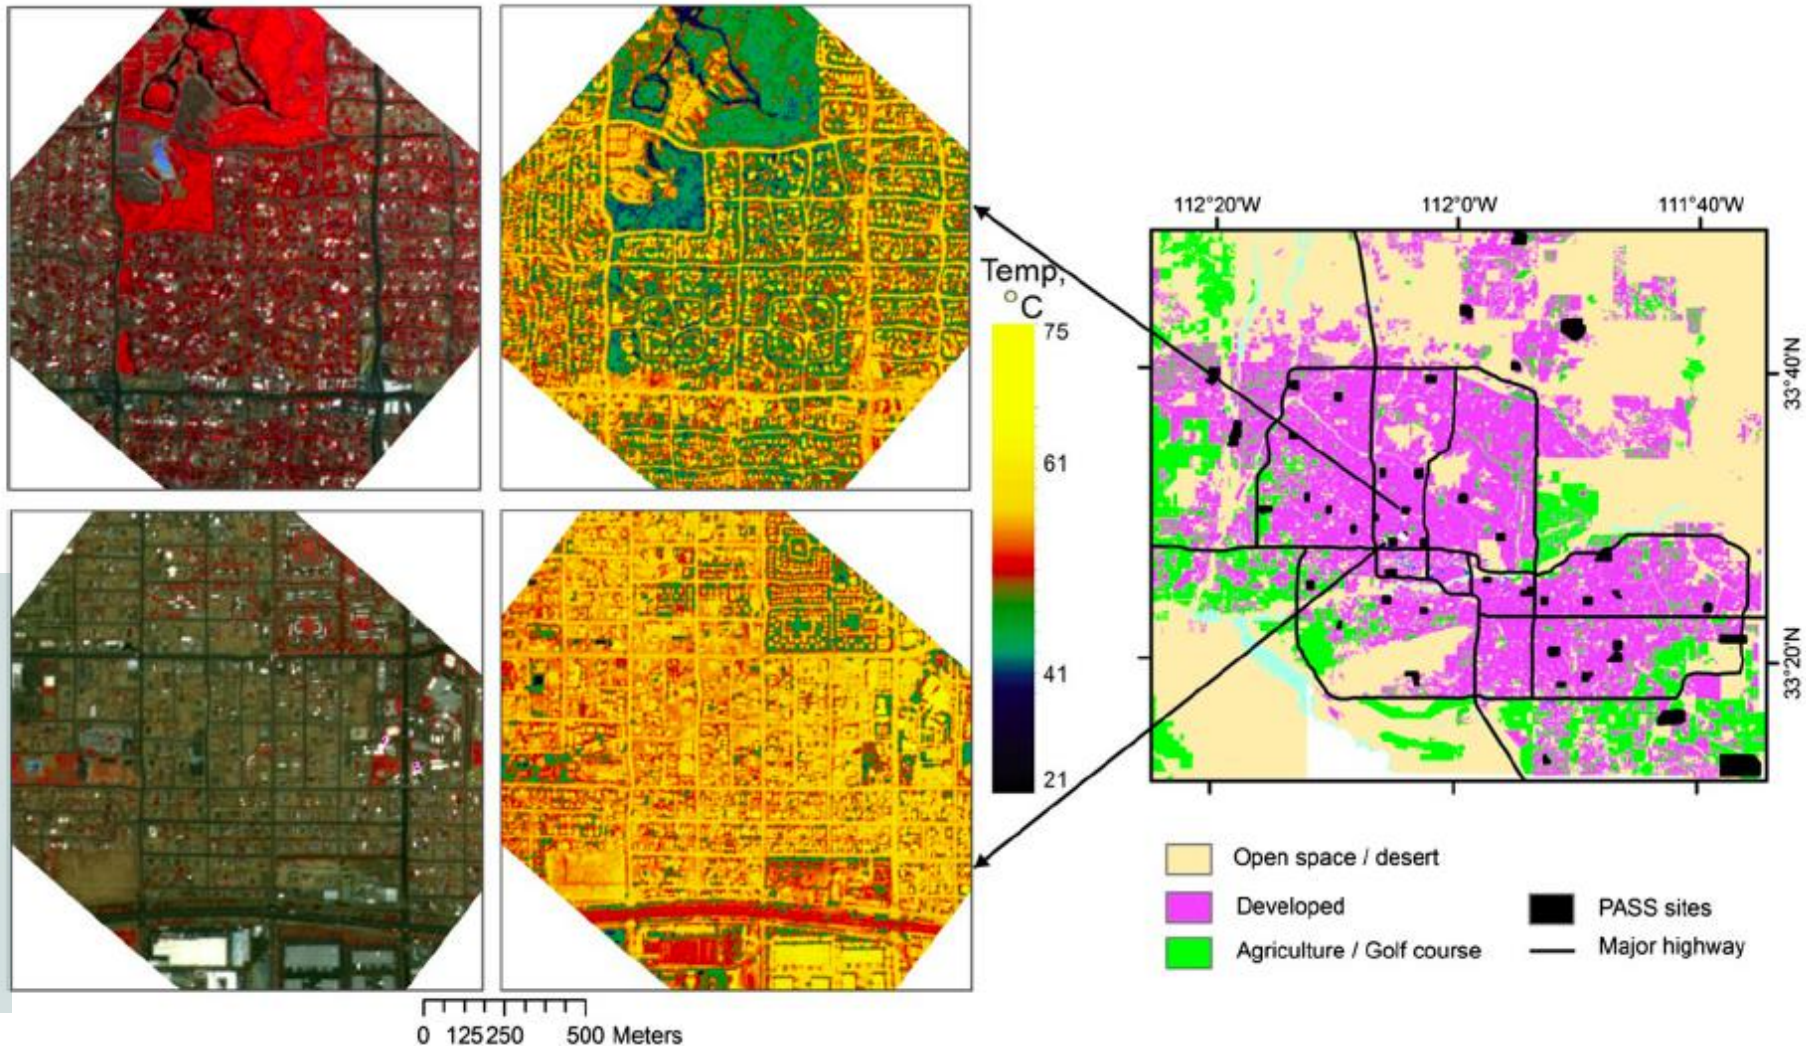 112°20'W 112°0'W 111°40'W
Temp,
°C
75
61
41
21
33°40'N
33°20'N
Open space / desert
Developed
Agriculture / Golf course
PASS sites
Major highway
0 125 250 500 Meters